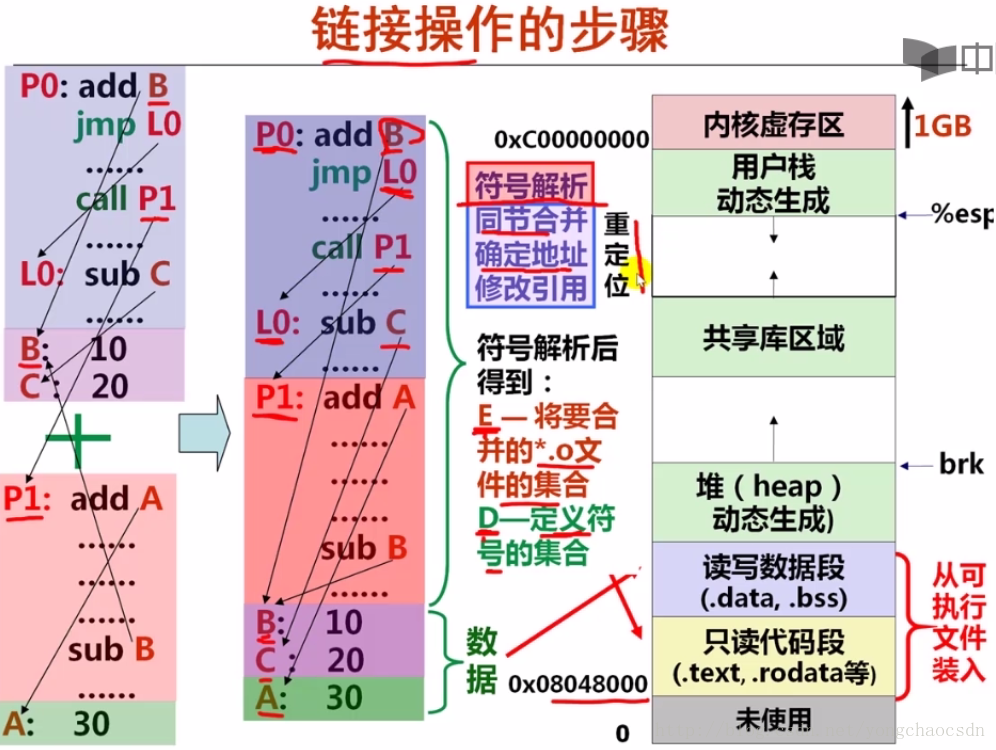 链接操作的步骤
中
P0: add B
jmp L0
......
call P1
......
L0: sub C
......
B: 10
C: 20
P1: add A
......
......
......
sub B
......
A: 30
P0: add B
jmp L0
......
call P1
......
L0: sub C
......
P1: add A
......
......
......
sub B
......
B: 10
C: 20
A: 30
符号解析
同节合并
确定地址
修改引用
重定位
符号解析后
得到：
E — 将要合
并的*.o文
件的集合
D—定义符
号的集合
数据
0xC00000000
0x08048000
0
内核虚存区
用户栈
动态生成
共享库区域
堆（heap）
动态生成)
读写数据段
(.data, .bss)
只读代码段
(.text, .rodata等)
未使用
1GB
%esp
brk
从可
执行
文件
装入